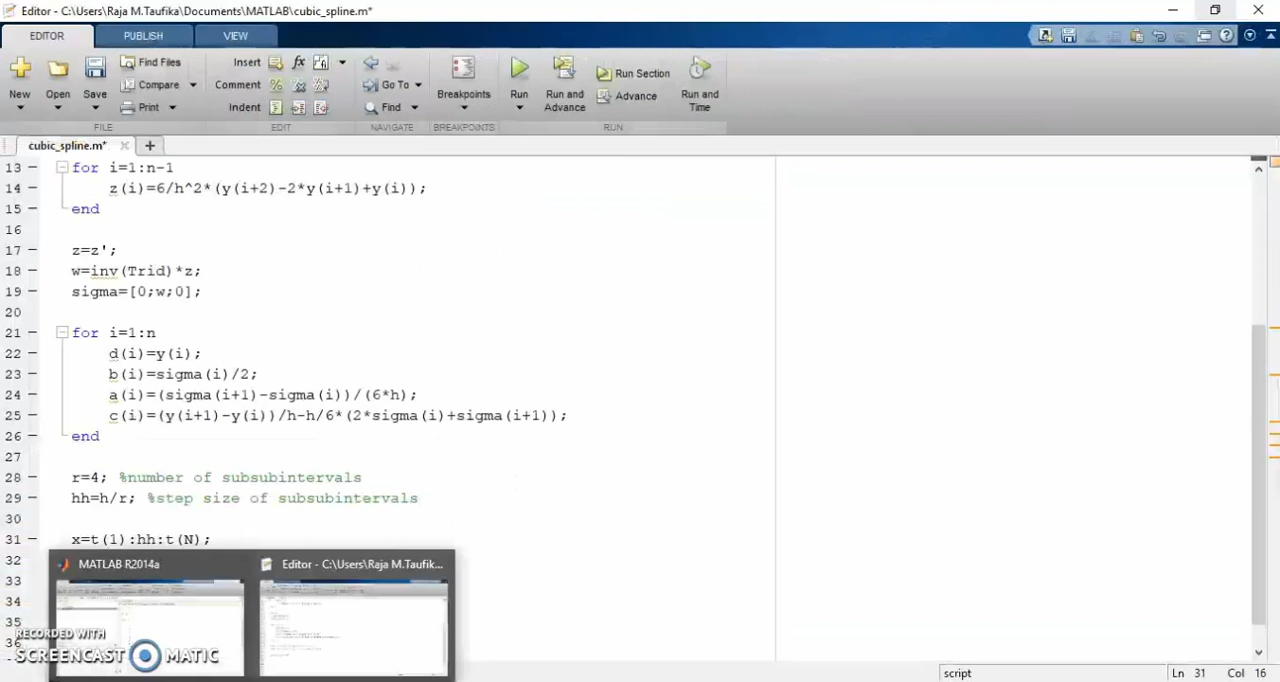 Editor - C:\Users\Raja M.Taufika\Documents\MATLAB\cubic_spline.m*
EDITOR PUBLISH VIEW
New Open Save Find Files Compare Print
Insert fx
Comment
Indent
Go To
Find
Breakpoints Run Run and Advance Run Section Advance Run and Time
FILE EDIT NAVIGATE BREAKPOINTS RUN
cubic_spline.m*
13 for i=1:n-1
14 z(i)=6/h^2*(y(i+2)-2*y(i+1)+y(i));
15 end
16
17 z=z';
18 w=inv(Trid)*z;
19 sigma=[0;w;0];
20
21 for i=1:n
22 d(i)=y(i);
23 b(i)=sigma(i)/2;
24 a(i)=(sigma(i+1)-sigma(i))/(6*h);
25 c(i)=(y(i+1)-y(i))/h-h/6*(2*sigma(i)+sigma(i+1));
26 end
27
28 r=4; %number of subsubintervals
29 hh=h/r; %step size of subsubintervals
30
31 x=t(1):hh:t(N);
32
33
34
35
36
MATLAB R2014a
Editor - C:\Users\Raja M.Taufik...
RECORDED WITH
SCREENCAST MATIC
script
Ln 31 Col 16